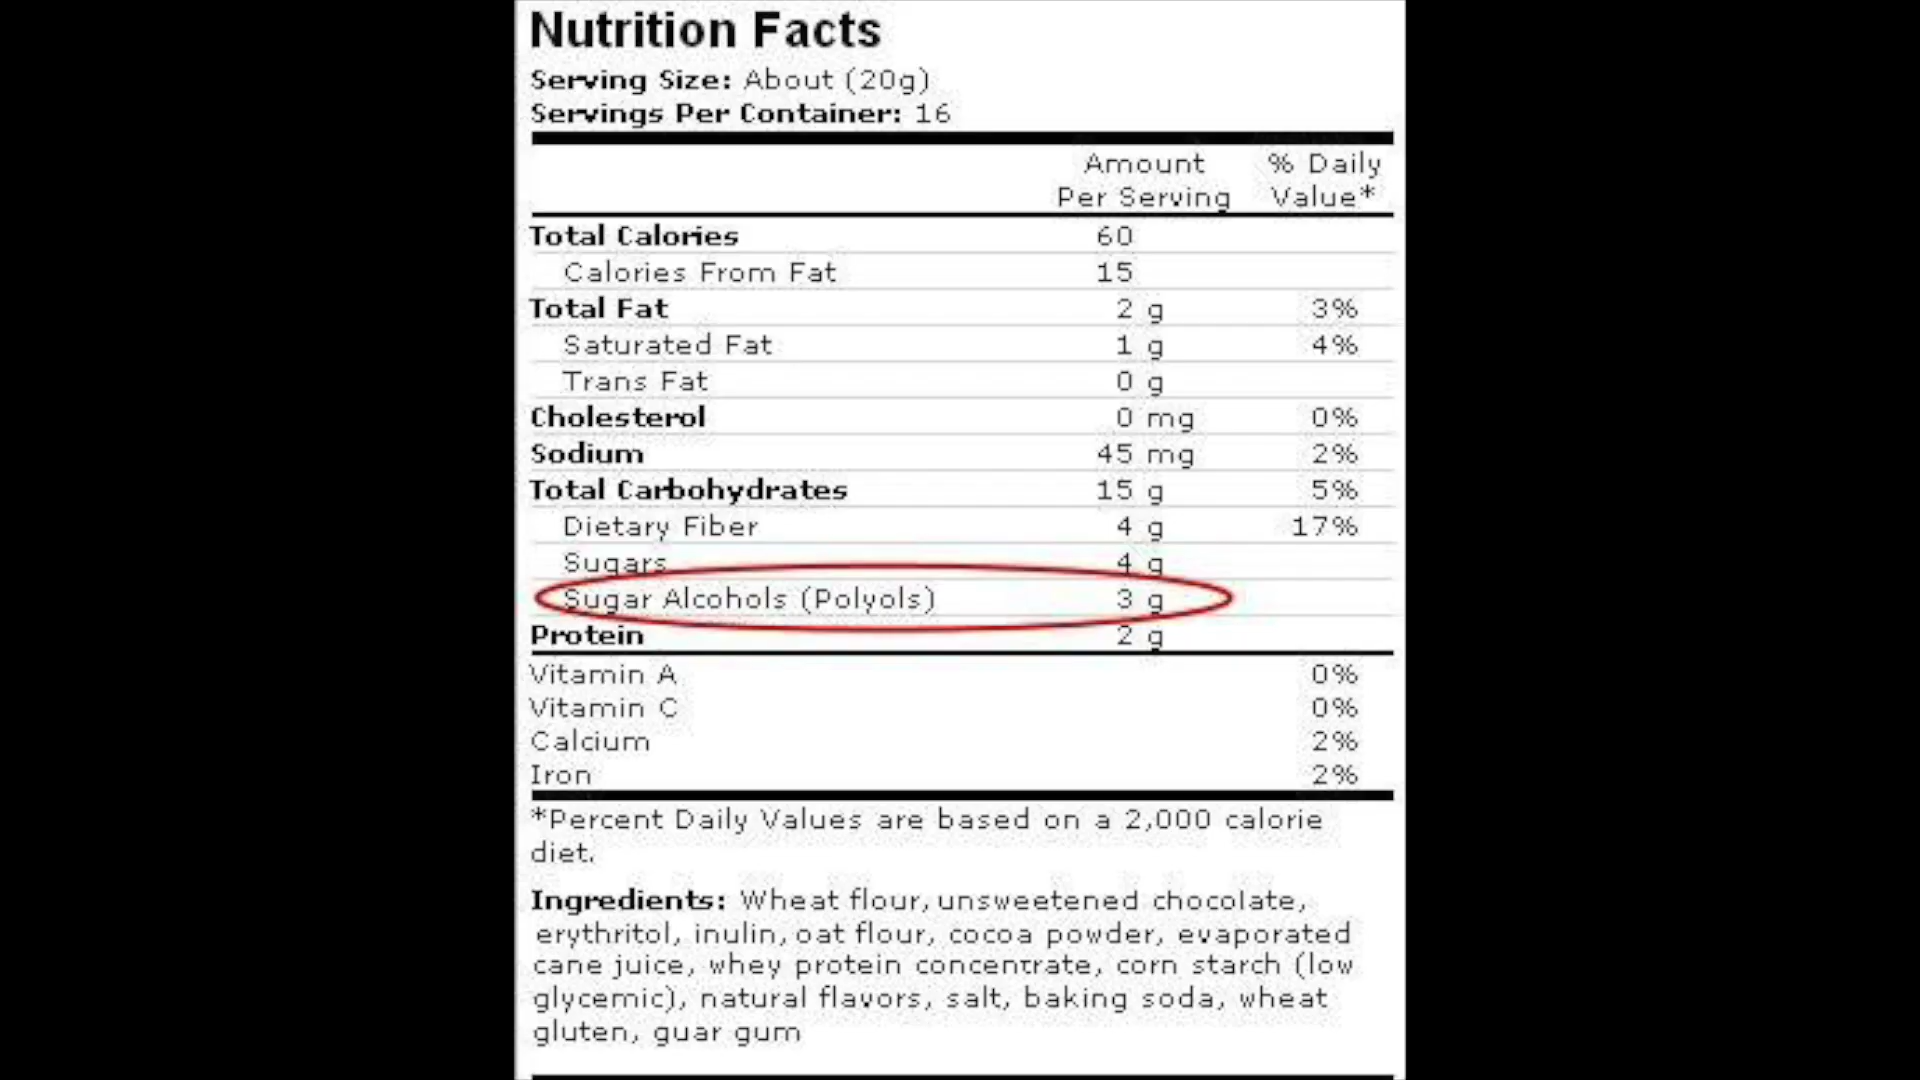 Nutrition Facts
Serving Size: About (20g)
Servings Per Container: 16
Amount Per Serving
% Daily Value*
Total Calories 60
Calories From Fat 15
Total Fat 2 g 3%
Saturated Fat 1 g 4%
Trans Fat 0 g
Cholesterol 0 mg 0%
Sodium 45 mg 2%
Total Carbohydrates 15 g 5%
Dietary Fiber 4 g 17%
Sugars 4 g
Sugar Alcohols (Polyols) 3 g
Protein 2 g
Vitamin A 0%
Vitamin C 0%
Calcium 2%
Iron 2%
*Percent Daily Values are based on a 2,000 calorie
diet.
Ingredients: Wheat flour, unsweetened chocolate,
erythritol, inulin, oat flour, cocoa powder, evaporated
cane juice, whey protein concentrate, corn starch (low
glycemic), natural flavors, salt, baking soda, wheat
gluten, guar gum